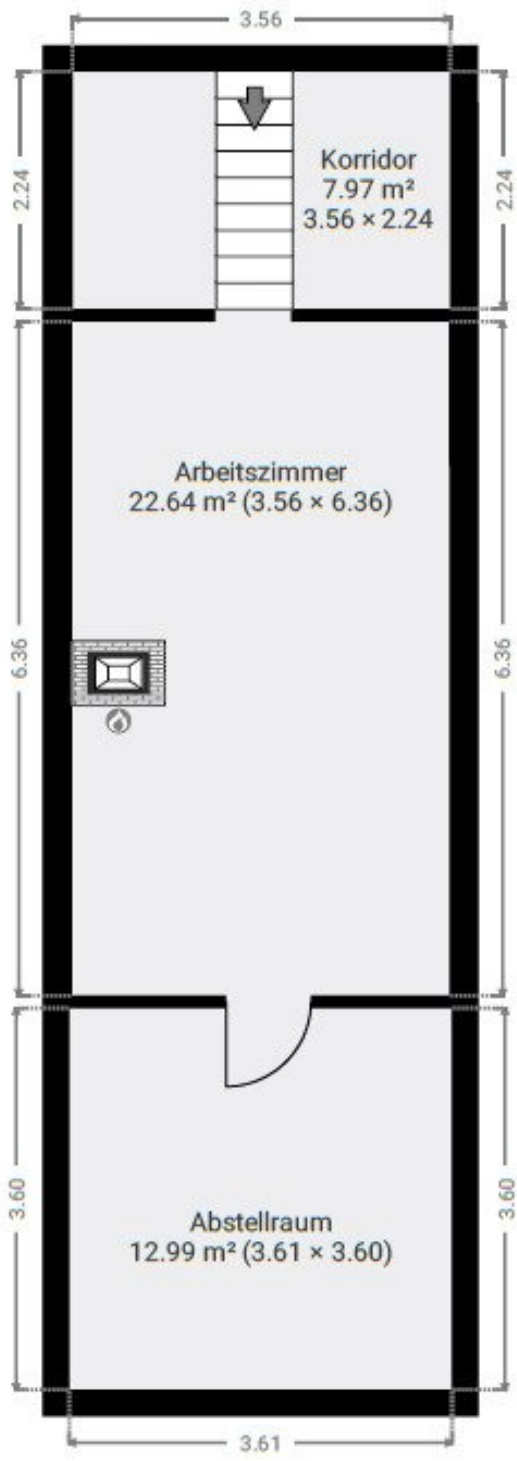 3.56
2.24
2.24
Korridor
7.97 m²
3.56 × 2.24
Arbeitszimmer
22.64 m² (3.56 × 6.36)
6.36
6.36
3.60
3.60
Abstellraum
12.99 m² (3.61 × 3.60)
3.61